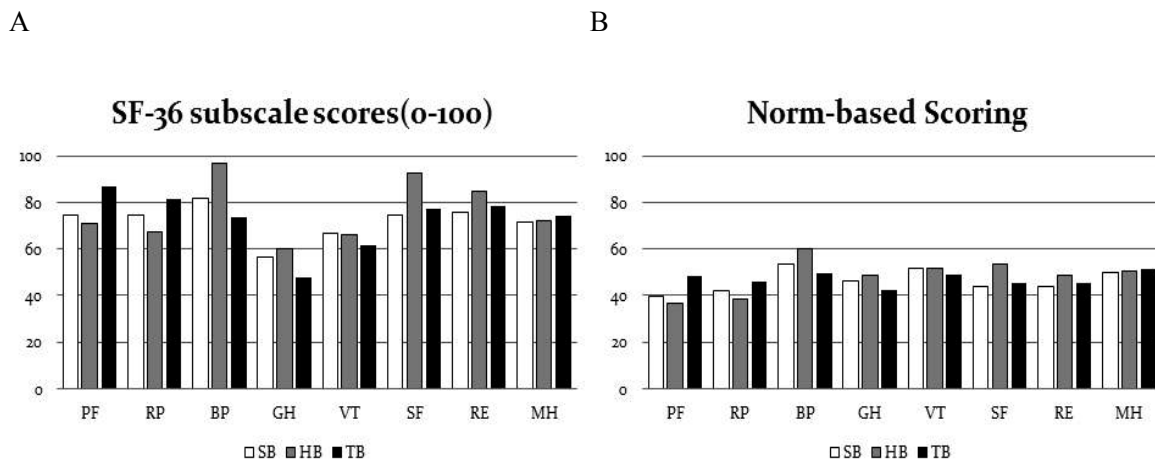 A
B
SF-36 subscale scores(0-100)
Norm-based Scoring
100
80
60
40
20
0
PF RP BP GH VT SF RE MH
SB HB TB
100
80
60
40
20
0
PF RP BP GH VT SF RE MH
SB HB TB